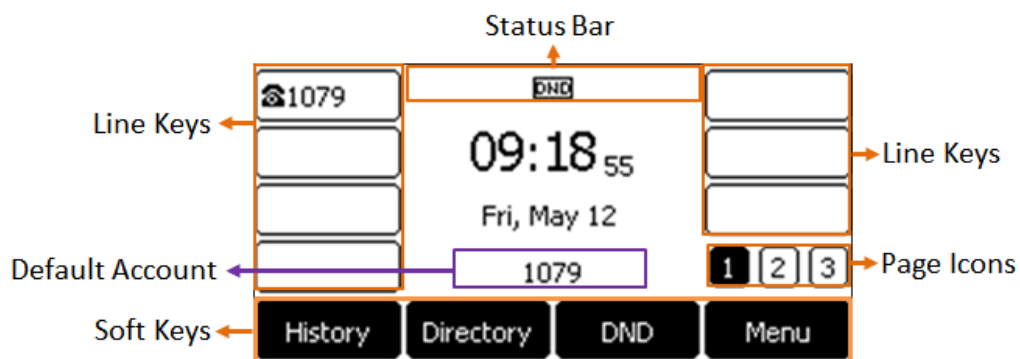 Status Bar
☎1079
DND
Line Keys
09:18 55
Line Keys
Fri, May 12
Default Account
1079
1 2 3
Page Icons
Soft Keys
History Directory DND Menu